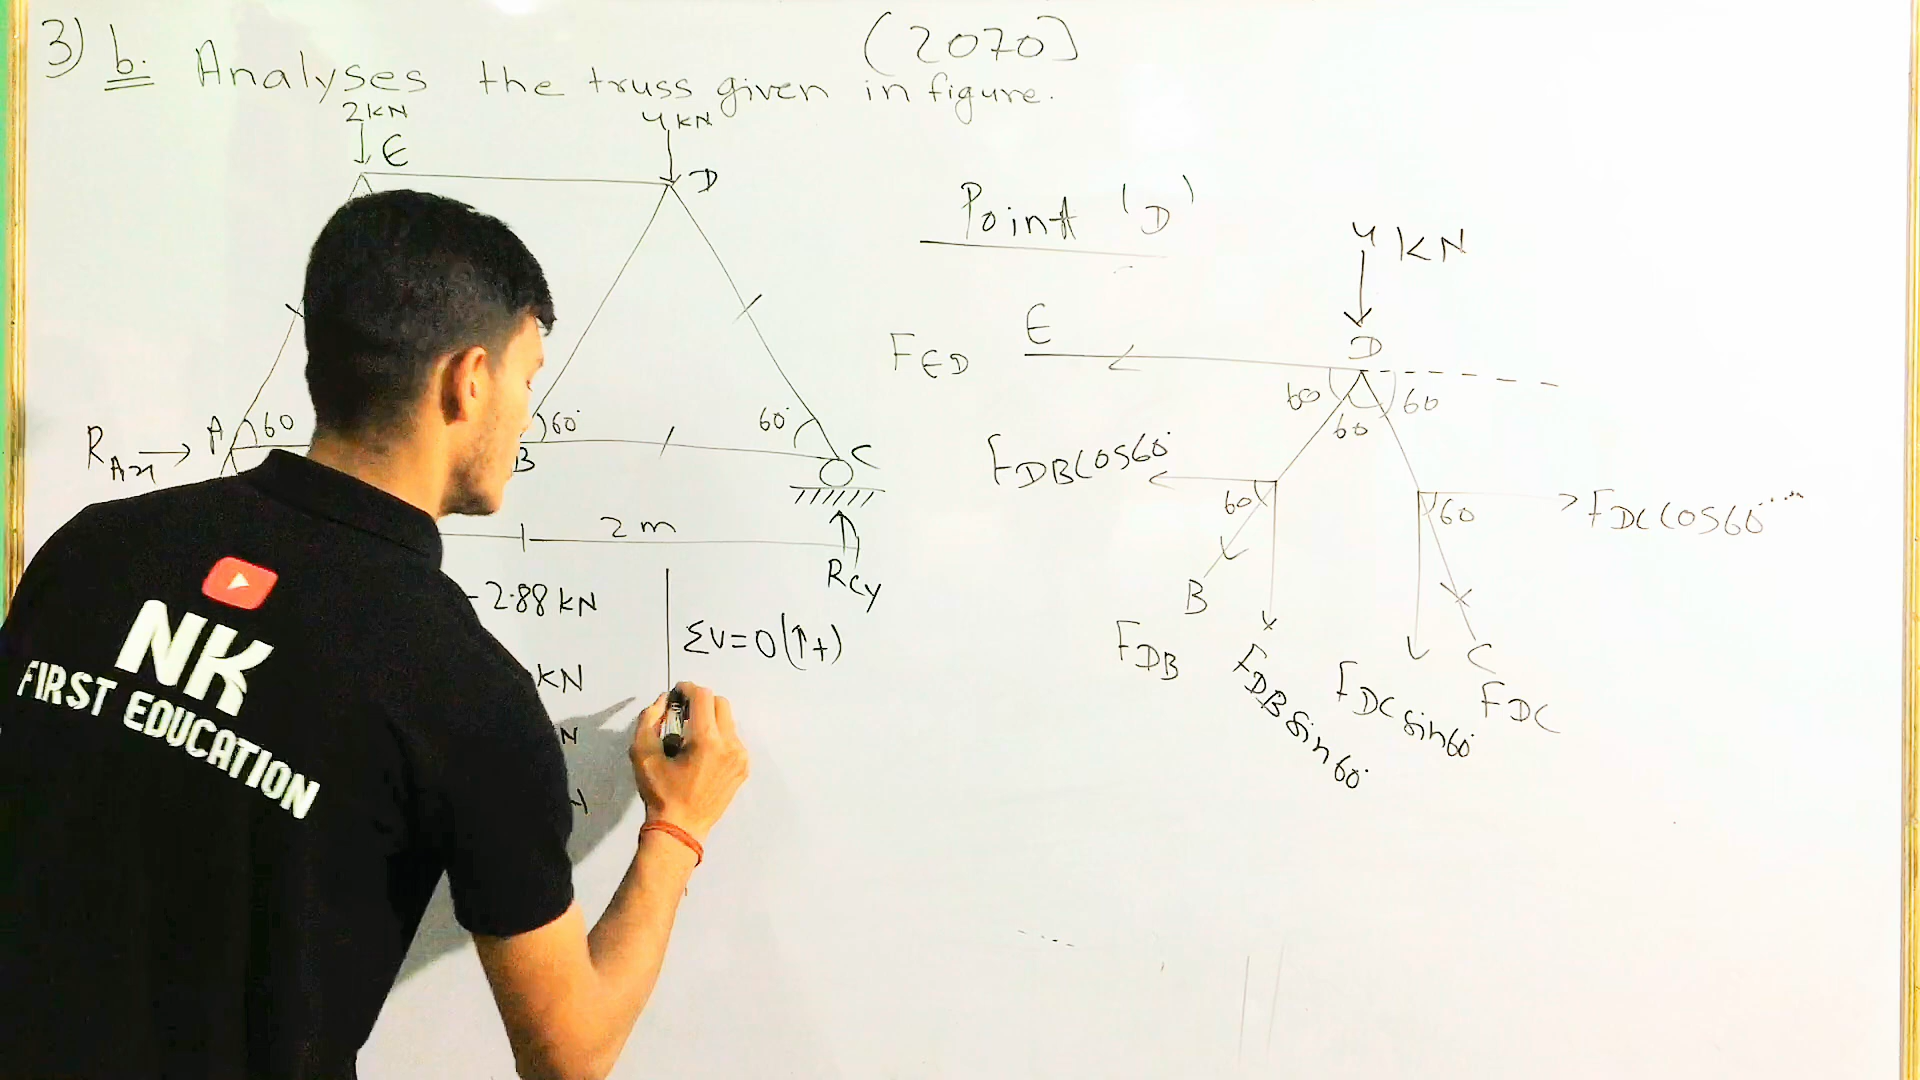 3) b. Analyses the truss given in figure. (2070)
2KN
4KN
E
D
A
60
60°
60°
B
C
RAx
2 m
RCy
-2.88 KN
KN
N
ΣV=0(↑+)
Point 'D'
4 KN
D
E
FED
60
60
60
FDBCOS60°
60
60
FDCCOS60°
B
FDB
FDBSin60°
FDCSin60°
C
FDC
NK
FIRST EDUCATION